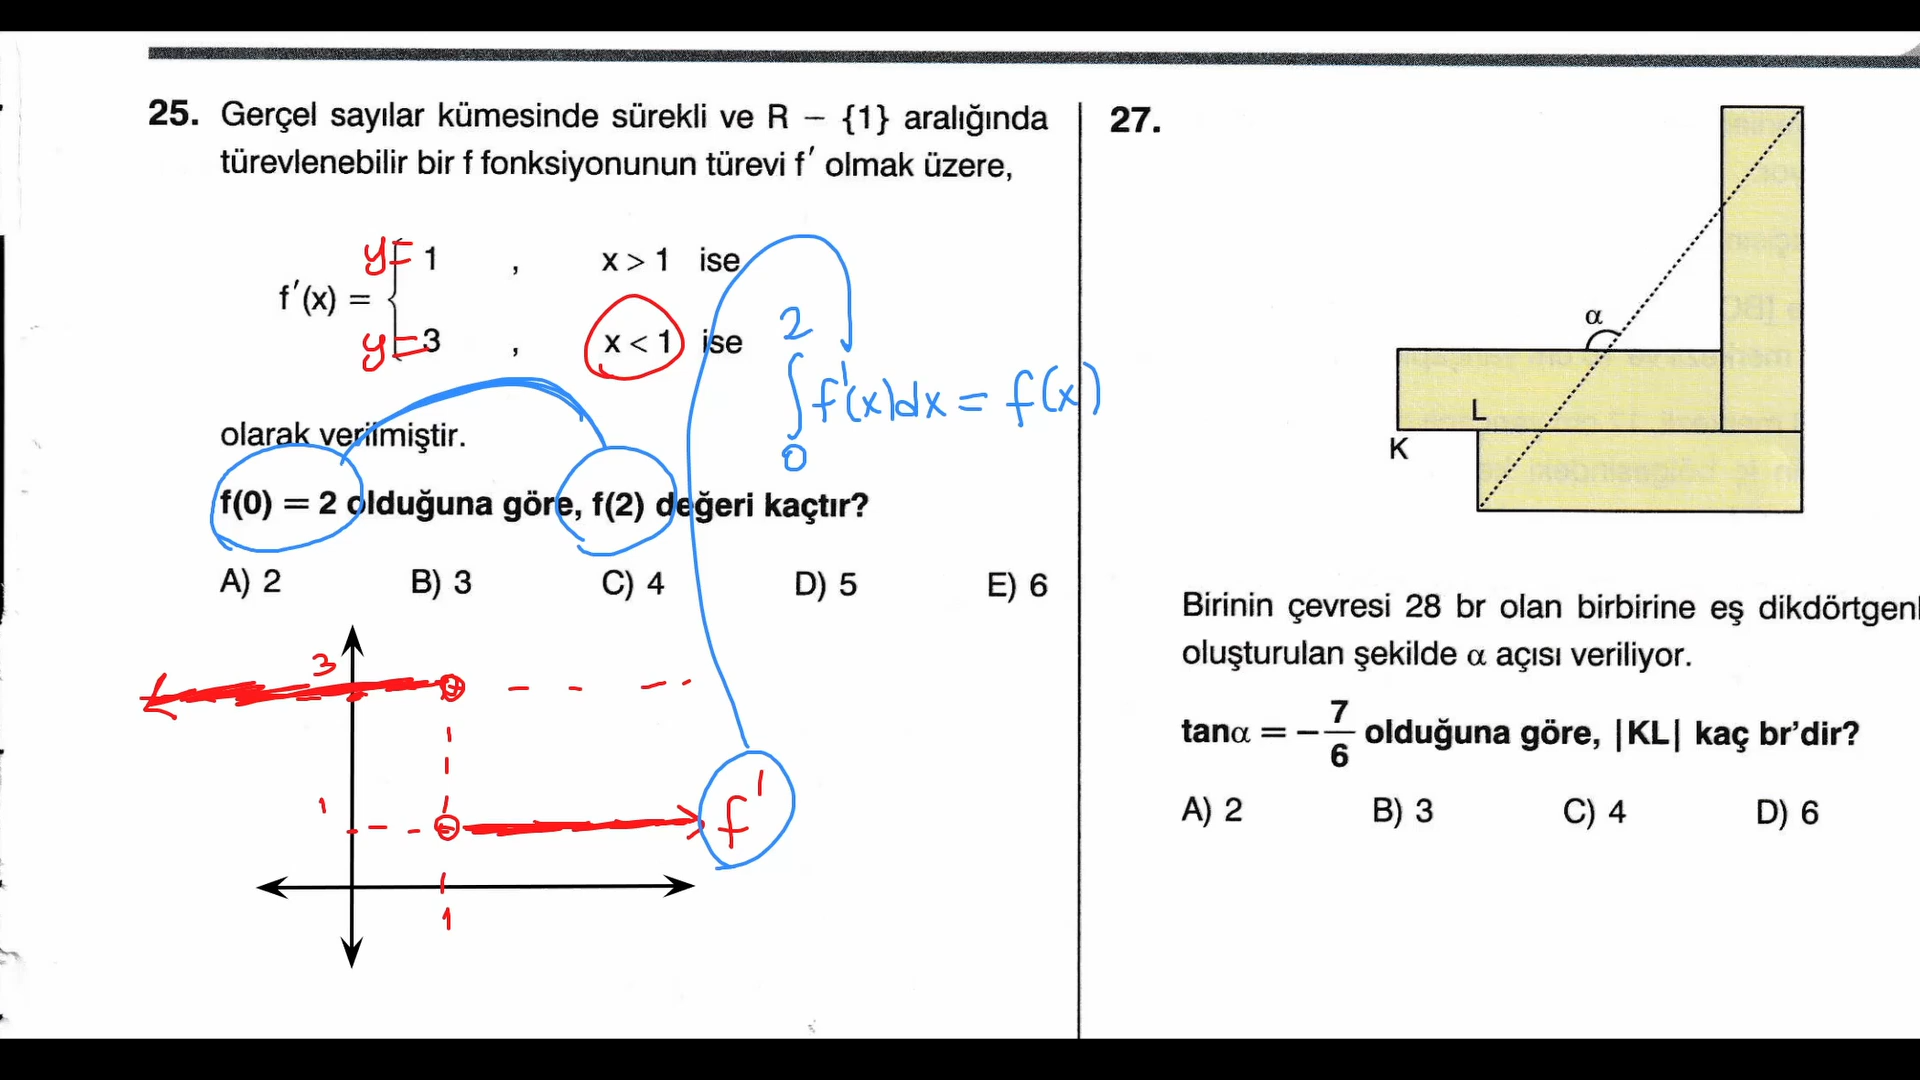 25. Gerçel sayılar kümesinde sürekli ve R − {1} aralığında
türevlenebilir bir f fonksiyonunun türevi f′ olmak üzere,
y= 1 , x > 1 ise
f′(x) =
y= 3 , x < 1 ise
2
∫ f'(x)dx = f(x)
0
olarak verilmiştir.
f(0) = 2 olduğuna göre, f(2) değeri kaçtır?
A) 2 B) 3 C) 4 D) 5 E) 6
3
1
f'
1
27.
α
L
K
Birinin çevresi 28 br olan birbirine eş dikdörtgenl
oluşturulan şekilde α açısı veriliyor.
tanα = −7/6 olduğuna göre, |KL| kaç br'dir?
A) 2 B) 3 C) 4 D) 6